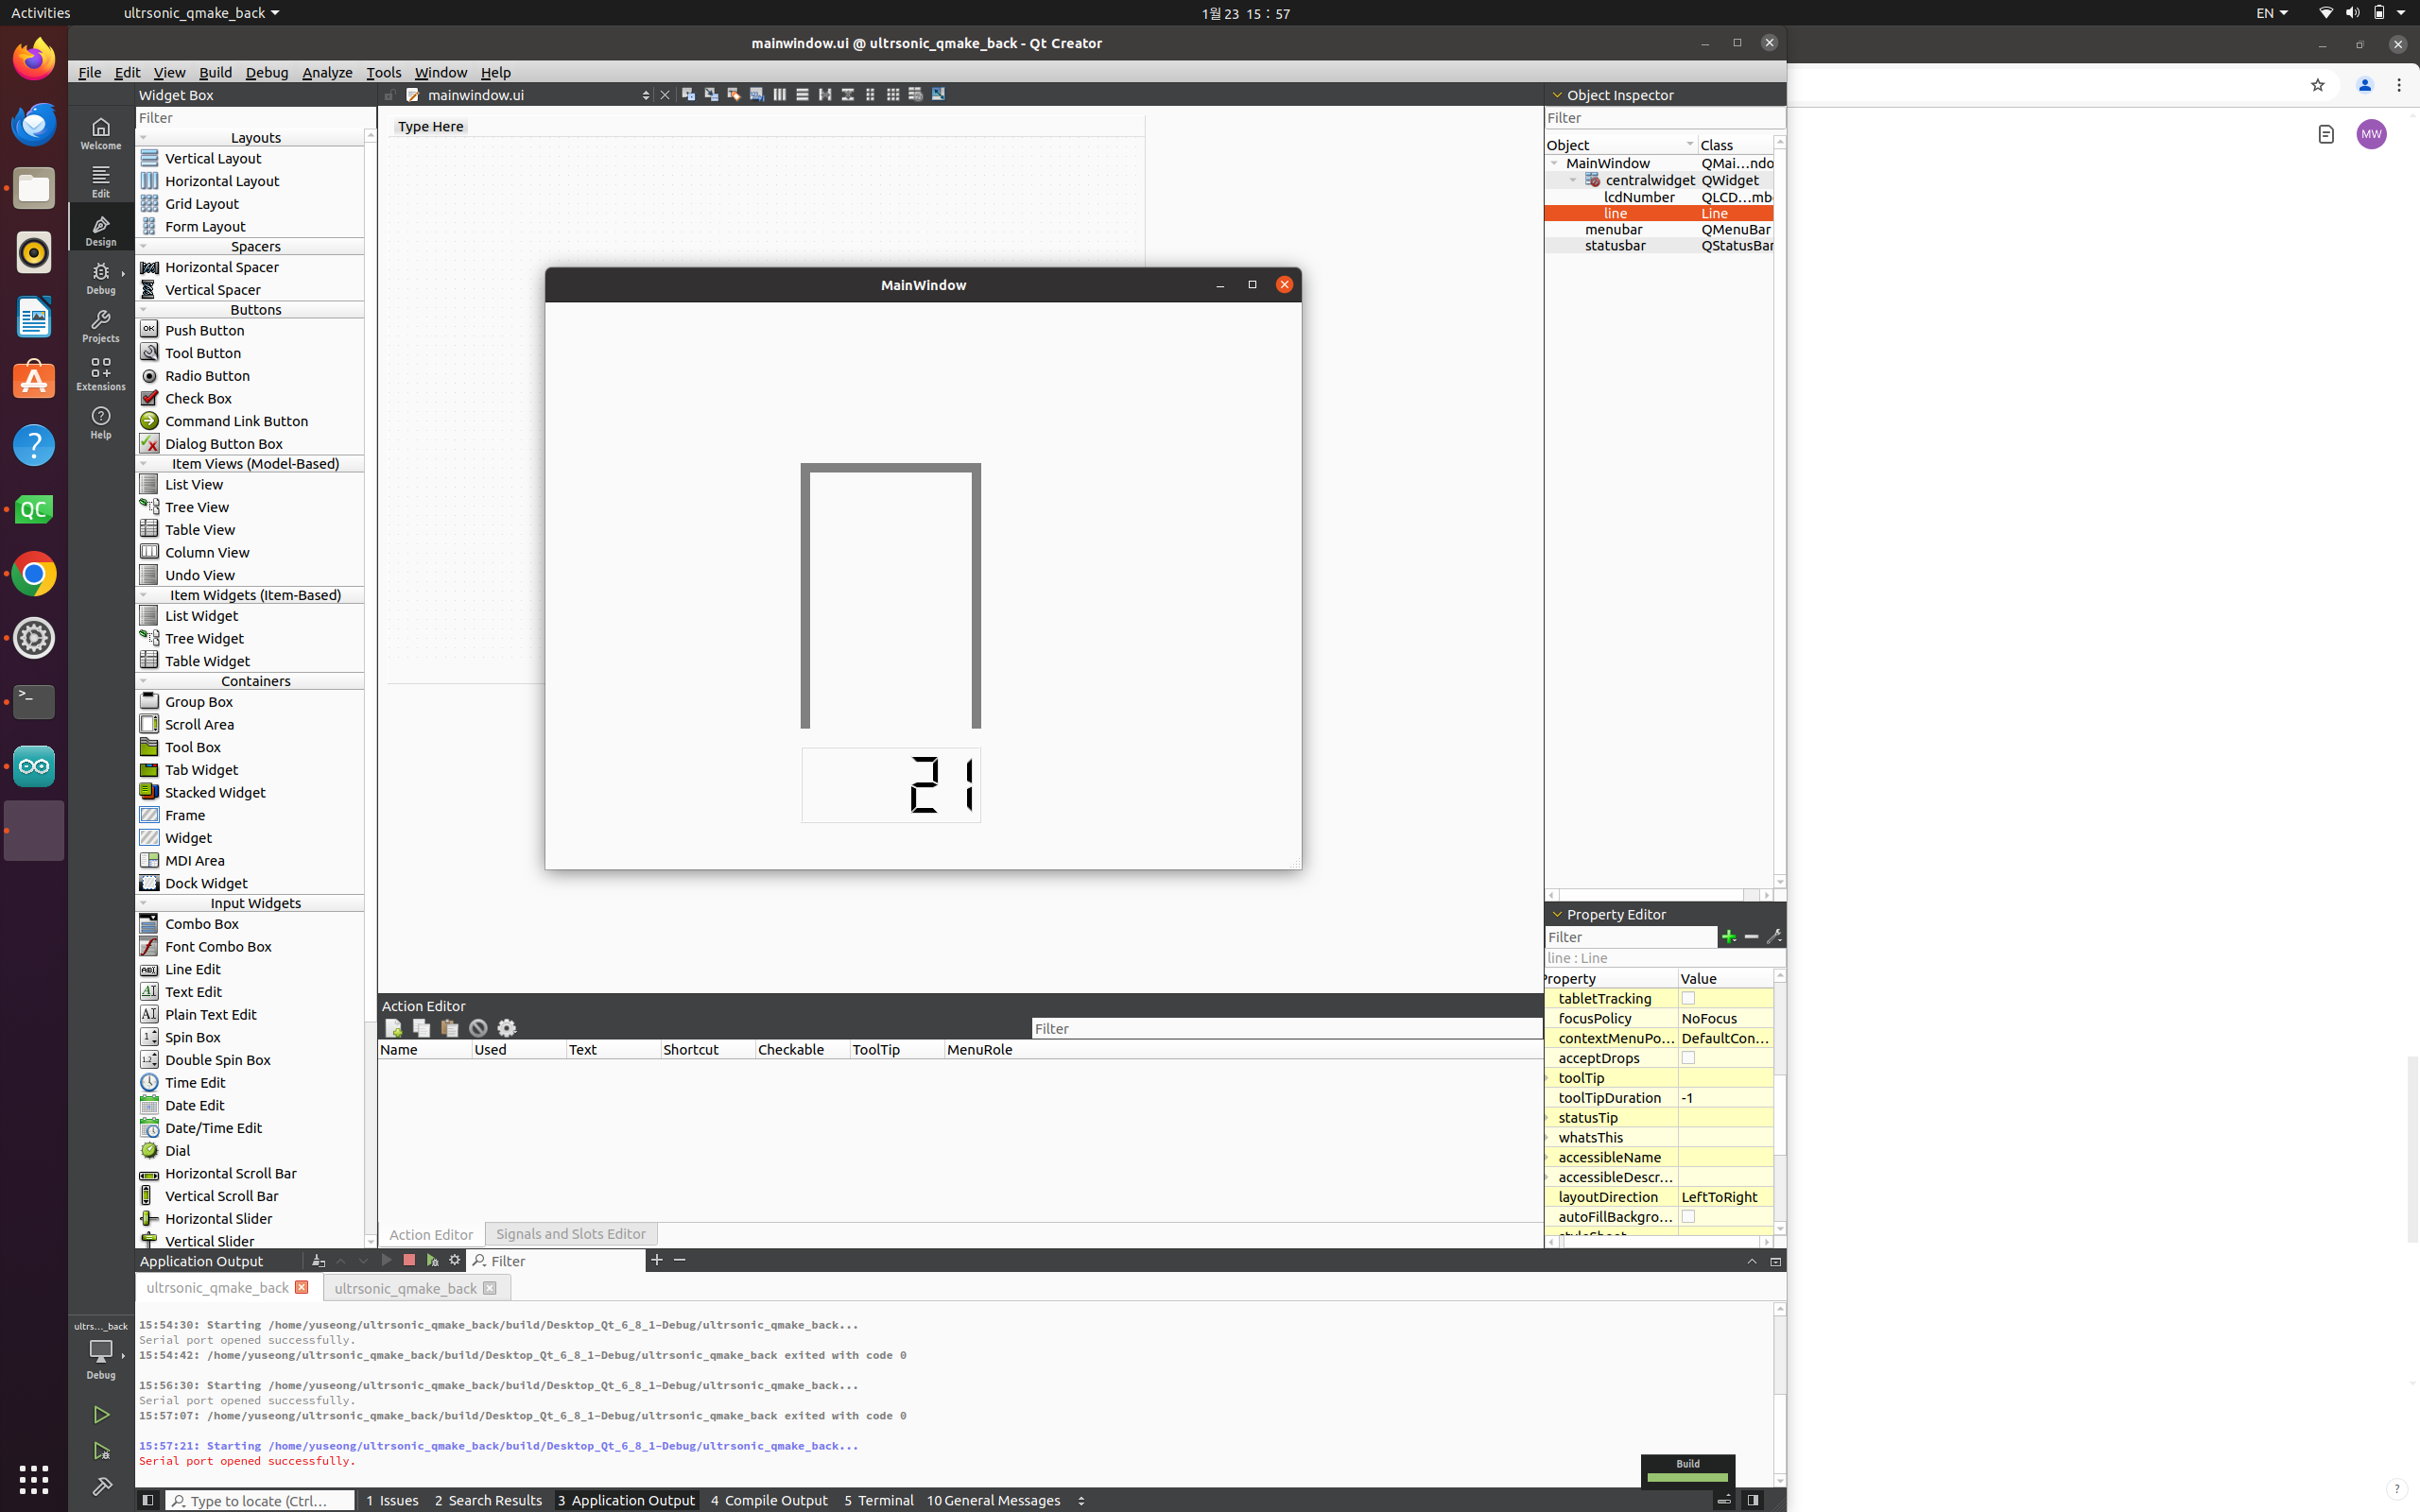 Activities
ultrsonic_qmake_back
1월 23 15 : 57
EN
mainwindow.ui @ ultrsonic_qmake_back - Qt Creator
File Edit View Build Debug Analyze Tools Window Help
Widget Box
mainwindow.ui
Object Inspector
Filter
Type Here
Filter
Welcome
Edit
Design
Debug
Projects
Extensions
Help
Layouts
Vertical Layout
Horizontal Layout
Grid Layout
Form Layout
Spacers
Horizontal Spacer
Vertical Spacer
Buttons
Push Button
Tool Button
Radio Button
Check Box
Command Link Button
Dialog Button Box
Item Views (Model-Based)
List View
Tree View
Table View
Column View
Undo View
Item Widgets (Item-Based)
List Widget
Tree Widget
Table Widget
Containers
Group Box
Scroll Area
Tool Box
Tab Widget
Stacked Widget
Frame
Widget
MDI Area
Dock Widget
Input Widgets
Combo Box
Font Combo Box
Line Edit
Text Edit
Plain Text Edit
Spin Box
Double Spin Box
Time Edit
Date Edit
Date/Time Edit
Dial
Horizontal Scroll Bar
Vertical Scroll Bar
Horizontal Slider
Vertical Slider
MainWindow
21
Object Class
MainWindow QMai...ndo
centralwidget QWidget
lcdNumber QLCD...mb
line Line
menubar QMenuBar
statusbar QStatusBar
MW
QC
Property Editor
Filter
line : Line
Property Value
tabletTracking
focusPolicy NoFocus
contextMenuPo... DefaultCon...
acceptDrops
toolTip
toolTipDuration -1
statusTip
whatsThis
accessibleName
accessibleDescr...
layoutDirection LeftToRight
autoFillBackgro...
Action Editor
Filter
Name Used Text Shortcut Checkable ToolTip MenuRole
Action Editor Signals and Slots Editor
Application Output
Filter
ultrsonic_qmake_back ultrsonic_qmake_back
15:54:30: Starting /home/yuseong/ultrsonic_qmake_back/build/Desktop_Qt_6_8_1-Debug/ultrsonic_qmake_back...
Serial port opened successfully.
15:54:42: /home/yuseong/ultrsonic_qmake_back/build/Desktop_Qt_6_8_1-Debug/ultrsonic_qmake_back exited with code 0
15:56:30: Starting /home/yuseong/ultrsonic_qmake_back/build/Desktop_Qt_6_8_1-Debug/ultrsonic_qmake_back...
Serial port opened successfully.
15:57:07: /home/yuseong/ultrsonic_qmake_back/build/Desktop_Qt_6_8_1-Debug/ultrsonic_qmake_back exited with code 0
15:57:21: Starting /home/yuseong/ultrsonic_qmake_back/build/Desktop_Qt_6_8_1-Debug/ultrsonic_qmake_back...
Serial port opened successfully.
ultrs..._back
Debug
Build
Type to locate (Ctrl...
1 Issues 2 Search Results 3 Application Output 4 Compile Output 5 Terminal 10 General Messages